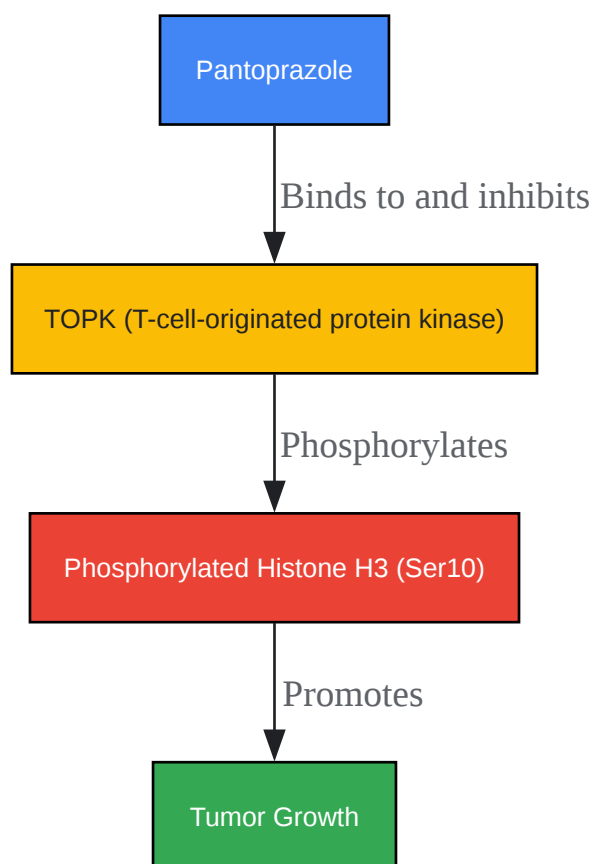 Pantoprazole
Binds to and inhibits
TOPK (T-cell-originated protein kinase)
Phosphorylates
Phosphorylated Histone H3 (Ser10)
Promotes
Tumor Growth